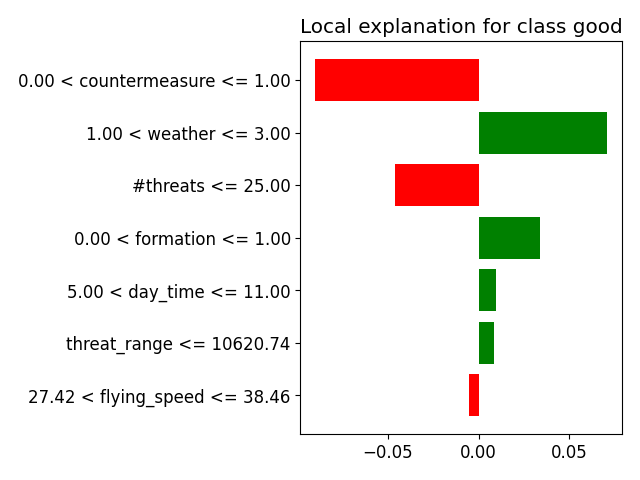 Local explanation for class good
0.00 < countermeasure <= 1.00
1.00 < weather <= 3.00
#threats <= 25.00
0.00 < formation <= 1.00
5.00 < day_time <= 11.00
threat_range <= 10620.74
27.42 < flying_speed <= 38.46
−0.05 0.00 0.05